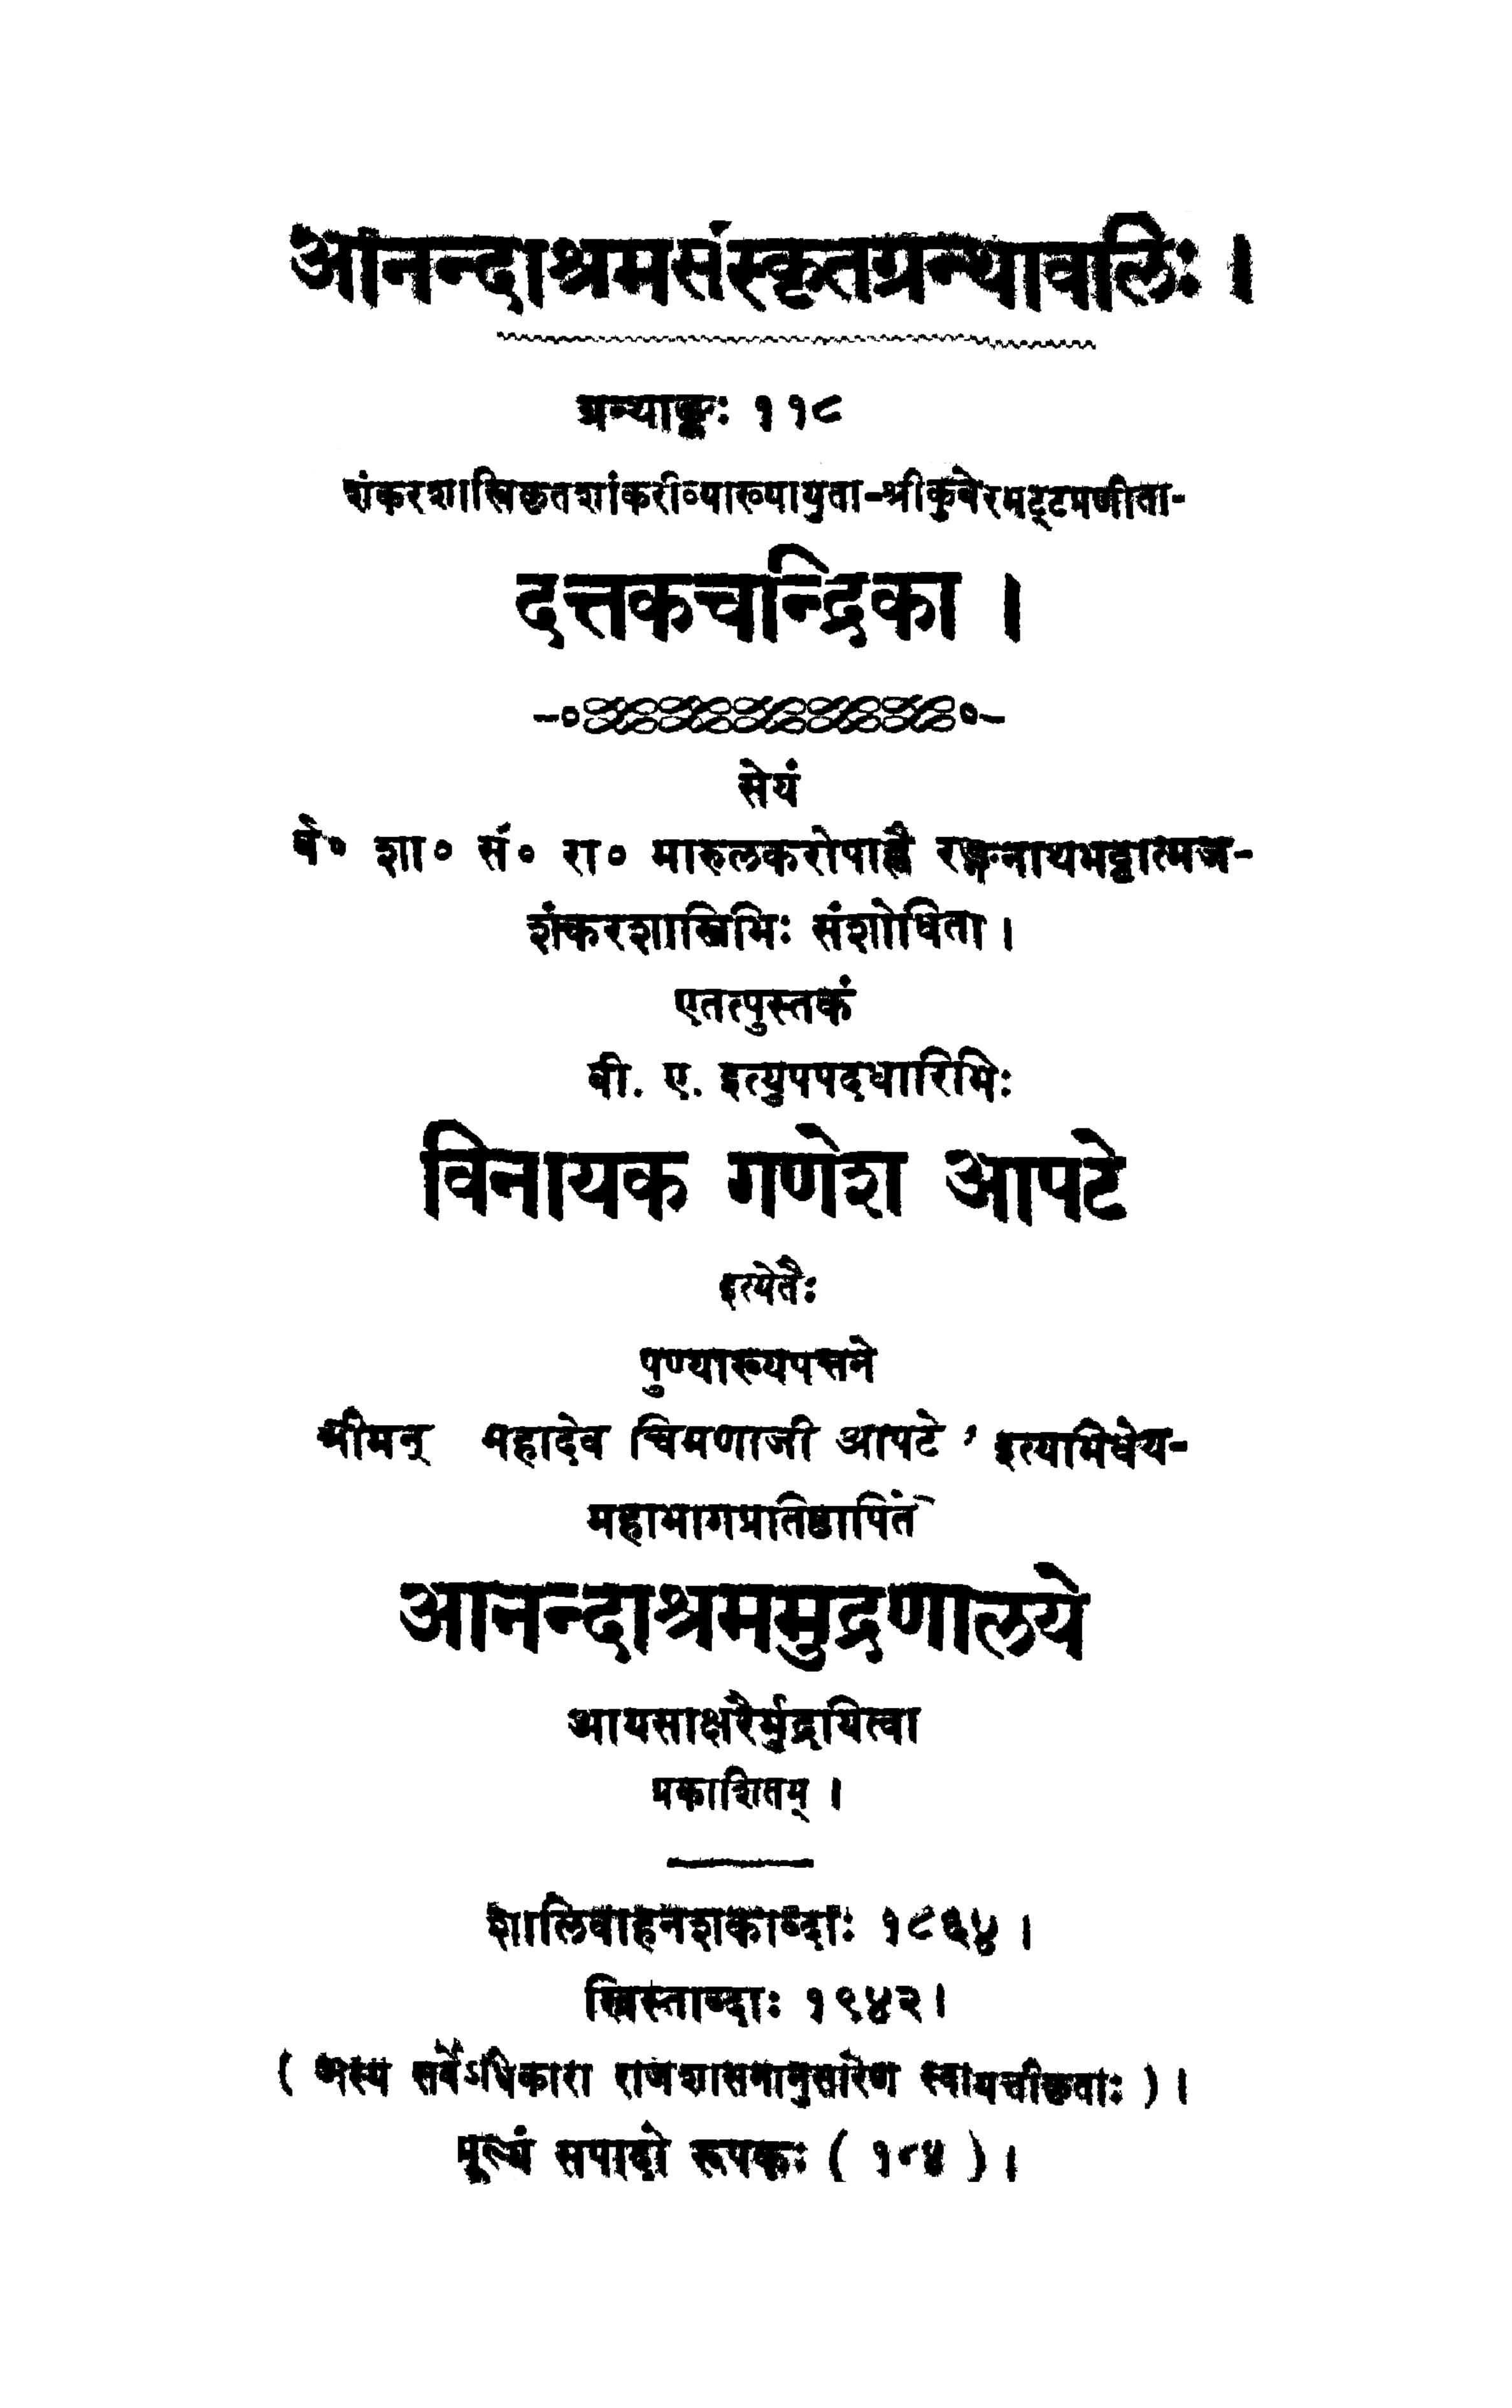 आनन्दाश्रमसंस्कृतग्रन्थावलिः ।
ग्रन्थाङ्कः ११८
शंकरशास्त्रिकृतशांकरीव्याख्यायुता-श्रीकुबेरभट्टप्रणीता-
दत्तकचन्द्रिका ।
सेयं
वे० शा० सं० रा० मारुलकरोपाह्वै रङ्गनाथभट्टात्मज-
शंकरशास्त्रिभिः संशोधिता ।
एतत्पुस्तकं
बी. ए. इत्युपपदधारिभिः
विनायक गणेश आपटे
इत्येतैः
पुण्याख्यपत्तने
श्रीमन् महादेव चिमणाजी आपटे ' इत्यभिधेय-
महाभागप्रतिष्ठापिते
आनन्दाश्रममुद्रणालये
आयसाक्षरैर्मुद्रयित्वा
प्रकाशितम् ।
शालिवाहनशकाब्दाः १८६४ ।
ख्रिस्ताब्दाः १९४२ ।
( अस्य सर्वेऽधिकारा राजशासनानुसारेण स्वायत्तीकृताः ) ।
मूल्यं सपादो रूपकः ( १-४ ) ।